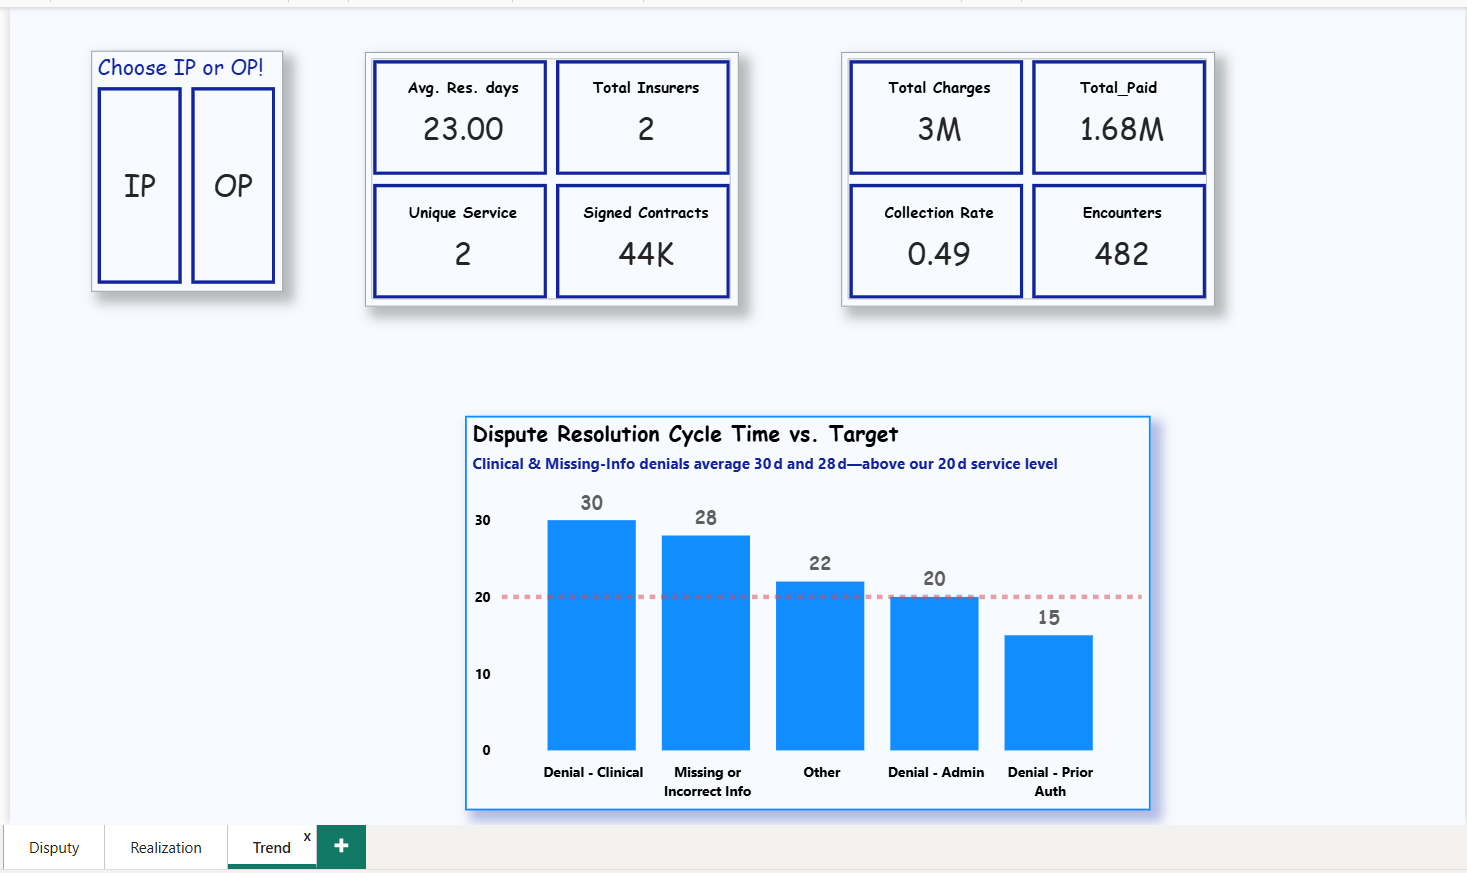 Choose IP or OP!
IP
OP
Avg. Res. days
23.00
Total Insurers
2
Unique Service
2
Signed Contracts
44K
Total Charges
3M
Total_Paid
1.68M
Collection Rate
0.49
Encounters
482
Dispute Resolution Cycle Time vs. Target
Clinical & Missing-Info denials average 30 d and 28 d—above our 20 d service level
30
20
10
0
30
28
22
20
15
Denial - Clinical
Missing or
Incorrect Info
Other
Denial - Admin
Denial - Prior
Auth
Disputy
Realization
Trend
x
+